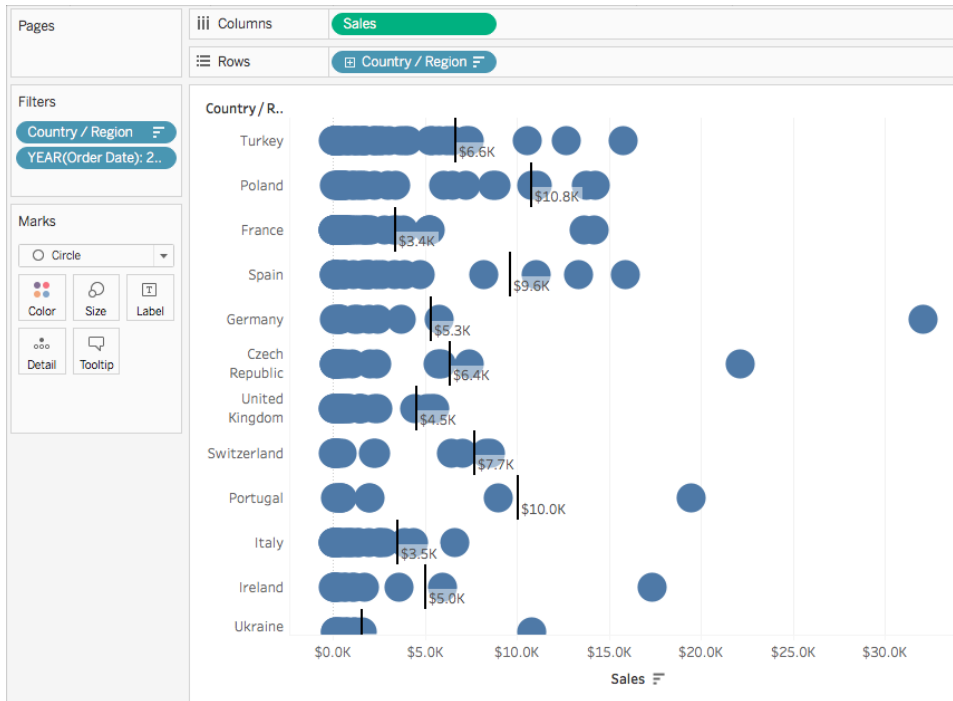 Pages
Columns
Sales
Rows
Country / Region
Filters
Country / Region
YEAR(Order Date): 2..
Marks
Circle
Color
Size
Label
Detail
Tooltip
Country / R..
Turkey
$6.6K
Poland
$10.8K
France
$3.4K
Spain
$9.6K
Germany
$5.3K
Czech
Republic
$6.4K
United
Kingdom
$4.5K
Switzerland
$7.7K
Portugal
$10.0K
Italy
$3.5K
Ireland
$5.0K
Ukraine
$0.0K $5.0K $10.0K $15.0K $20.0K $25.0K $30.0K
Sales